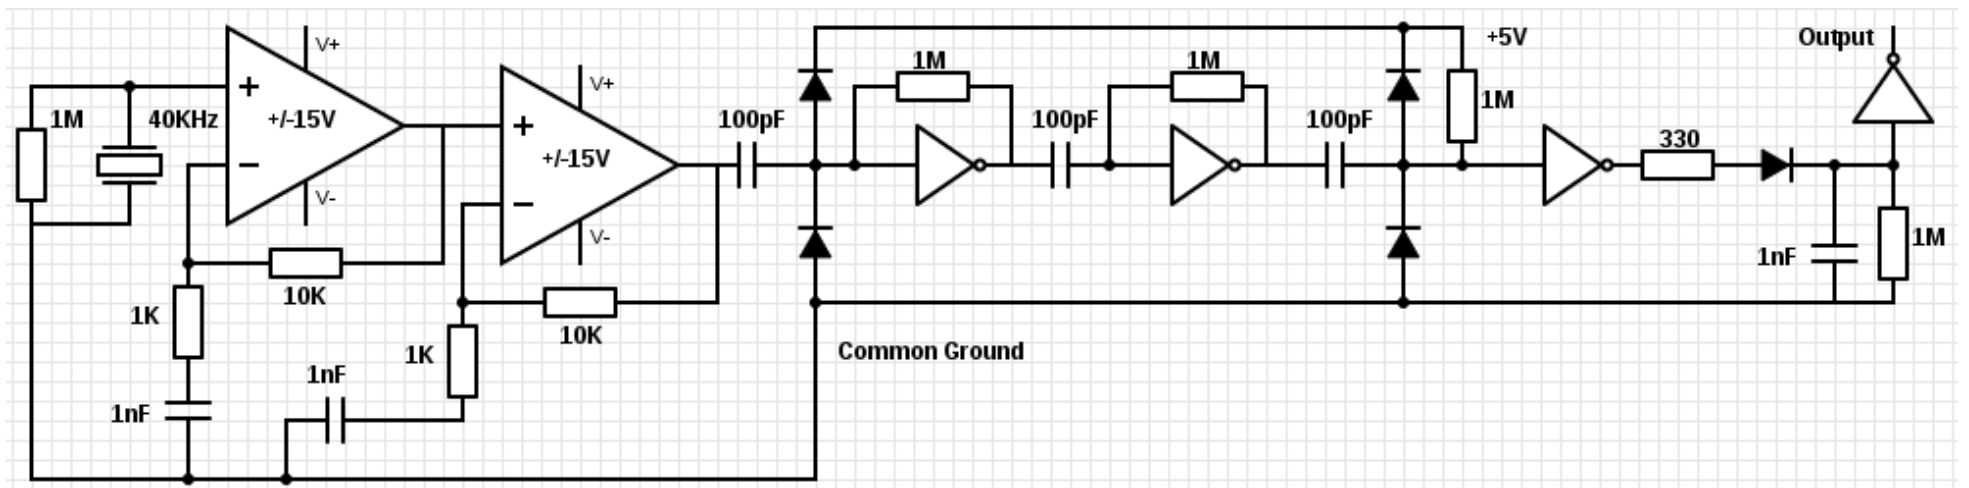 V+
+5V
Output
V+
1M
1M
1M
40KHz
+/-15V
100pF
100pF
100pF
1M
330
+/-15V
V-
V-
1M
1nF
10K
1K
10K
1K
Common Ground
1nF
1nF